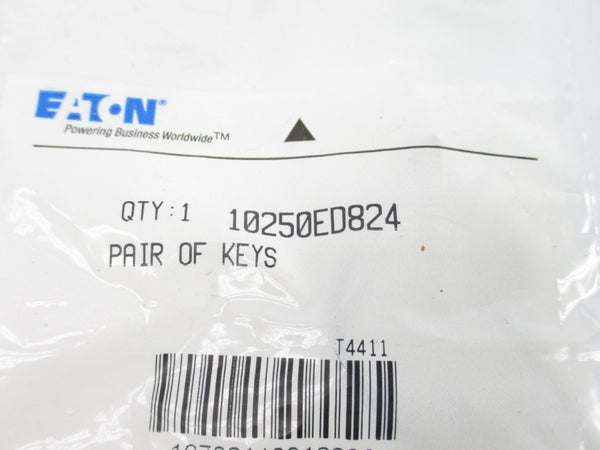 EATON®
Powering Business Worldwide™
QTY: 1 10250ED824
PAIR OF KEYS
T4411